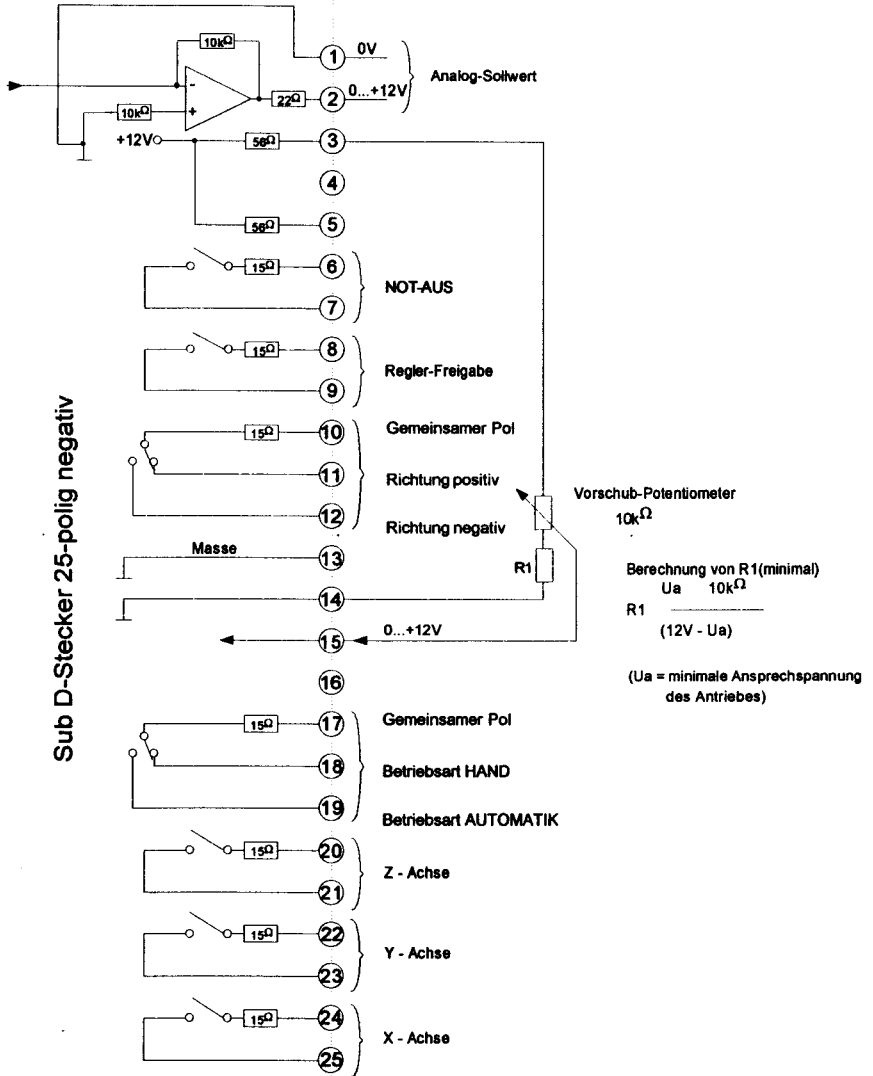 10kΩ
1 0V
Analog-Sollwert
-
+
10kΩ
22Ω
2 0...+12V
+12V
56Ω
3
4
56Ω
5
15Ω
6
NOT-AUS
7
15Ω
8
Regler-Freigabe
9
15Ω
10 Gemeinsamer Pol
11 Richtung positiv
12 Richtung negativ
Masse
13
14
15 0...+12V
16
15Ω
17 Gemeinsamer Pol
18 Betriebsart HAND
19 Betriebsart AUTOMATIK
15Ω
20
Z - Achse
21
15Ω
22
Y - Achse
23
15Ω
24
X - Achse
25
Sub D-Stecker 25-polig negativ
Vorschub-Potentiometer
10kΩ
R1
Berechnung von R1(minimal)
Ua 10kΩ
R1
(12V - Ua)
(Ua = minimale Ansprechspannung
des Antriebes)